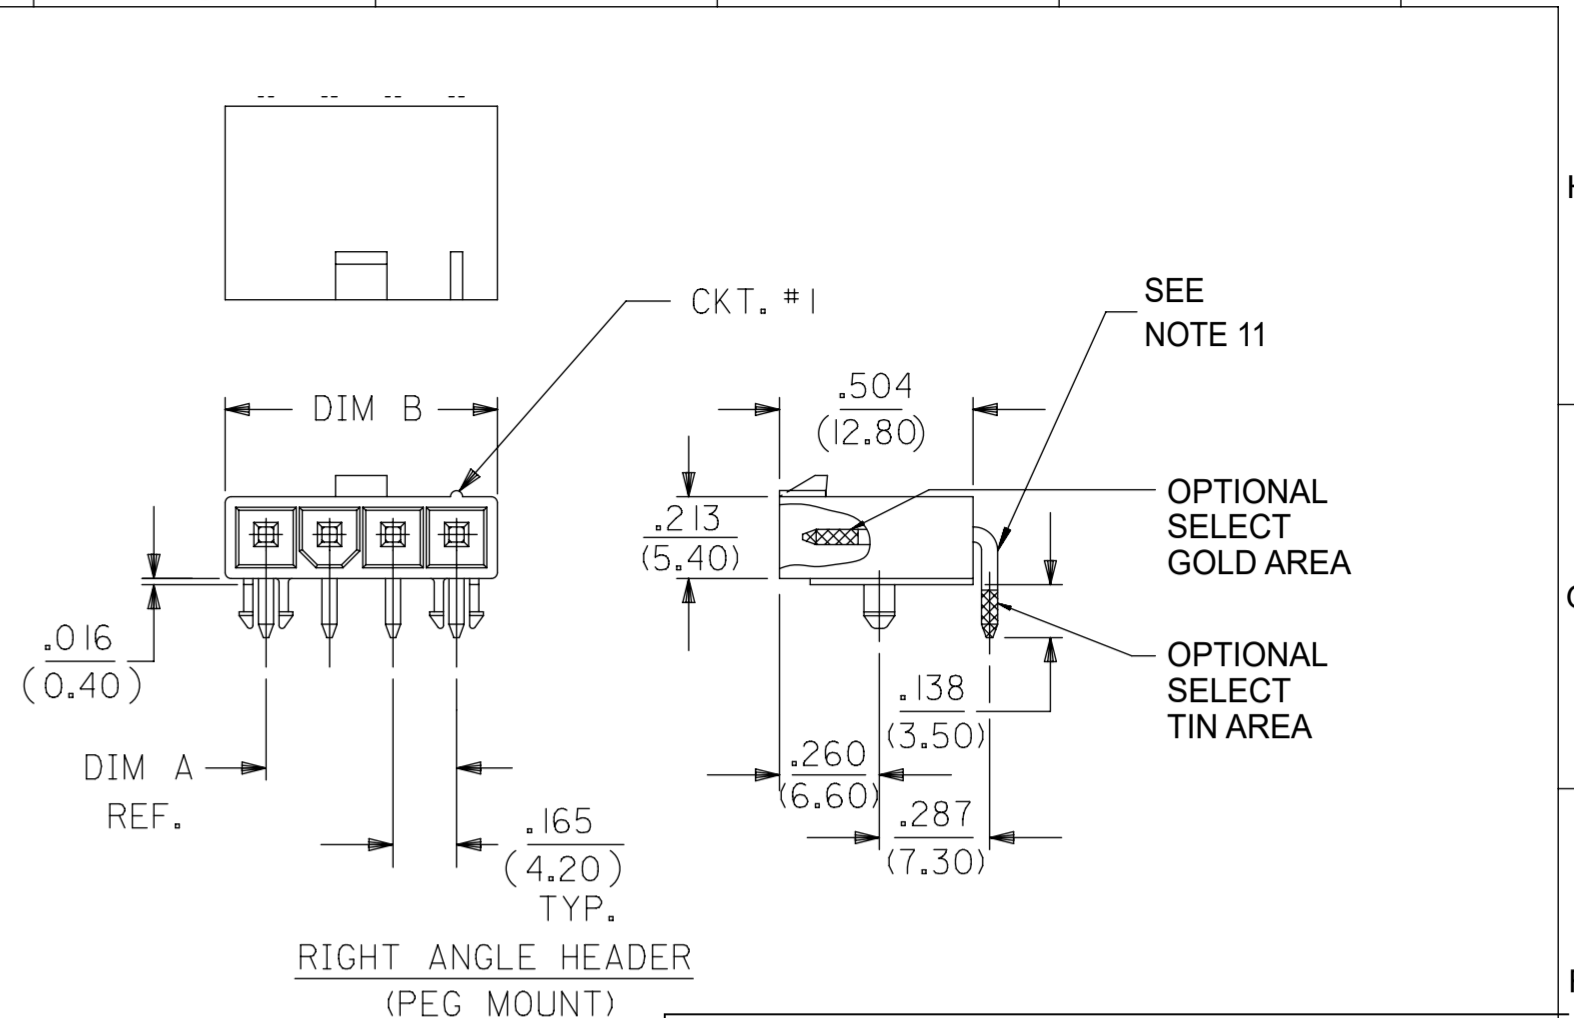 -- -- -- --
H
CKT. #1
SEE
NOTE 11
DIM B
.504
(12.80)
.213
(5.40)
OPTIONAL
SELECT
GOLD AREA
.016
(0.40)
OPTIONAL
SELECT
TIN AREA
.138
(3.50)
DIM A
REF.
.260
(6.60)
.165
(4.20)
TYP.
.287
(7.30)
RIGHT ANGLE HEADER
(PEG MOUNT)